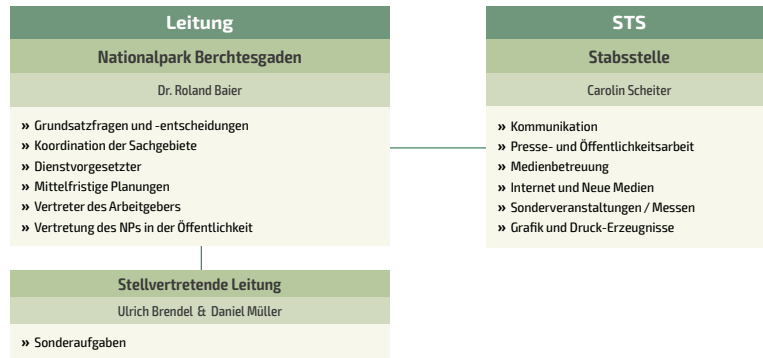 Leitung
Nationalpark Berchtesgaden
Dr. Roland Baier
» Grundsatzfragen und -entscheidungen
» Koordination der Sachgebiete
» Dienstvorgesetzter
» Mittelfristige Planungen
» Vertreter des Arbeitgebers
» Vertretung des NPs in der Öffentlichkeit
STS
Stabsstelle
Carolin Scheiter
» Kommunikation
» Presse- und Öffentlichkeitsarbeit
» Medienbetreuung
» Internet und Neue Medien
» Sonderveranstaltungen / Messen
» Grafik und Druck-Erzeugnisse
Stellvertretende Leitung
Ulrich Brendel & Daniel Müller
» Sonderaufgaben